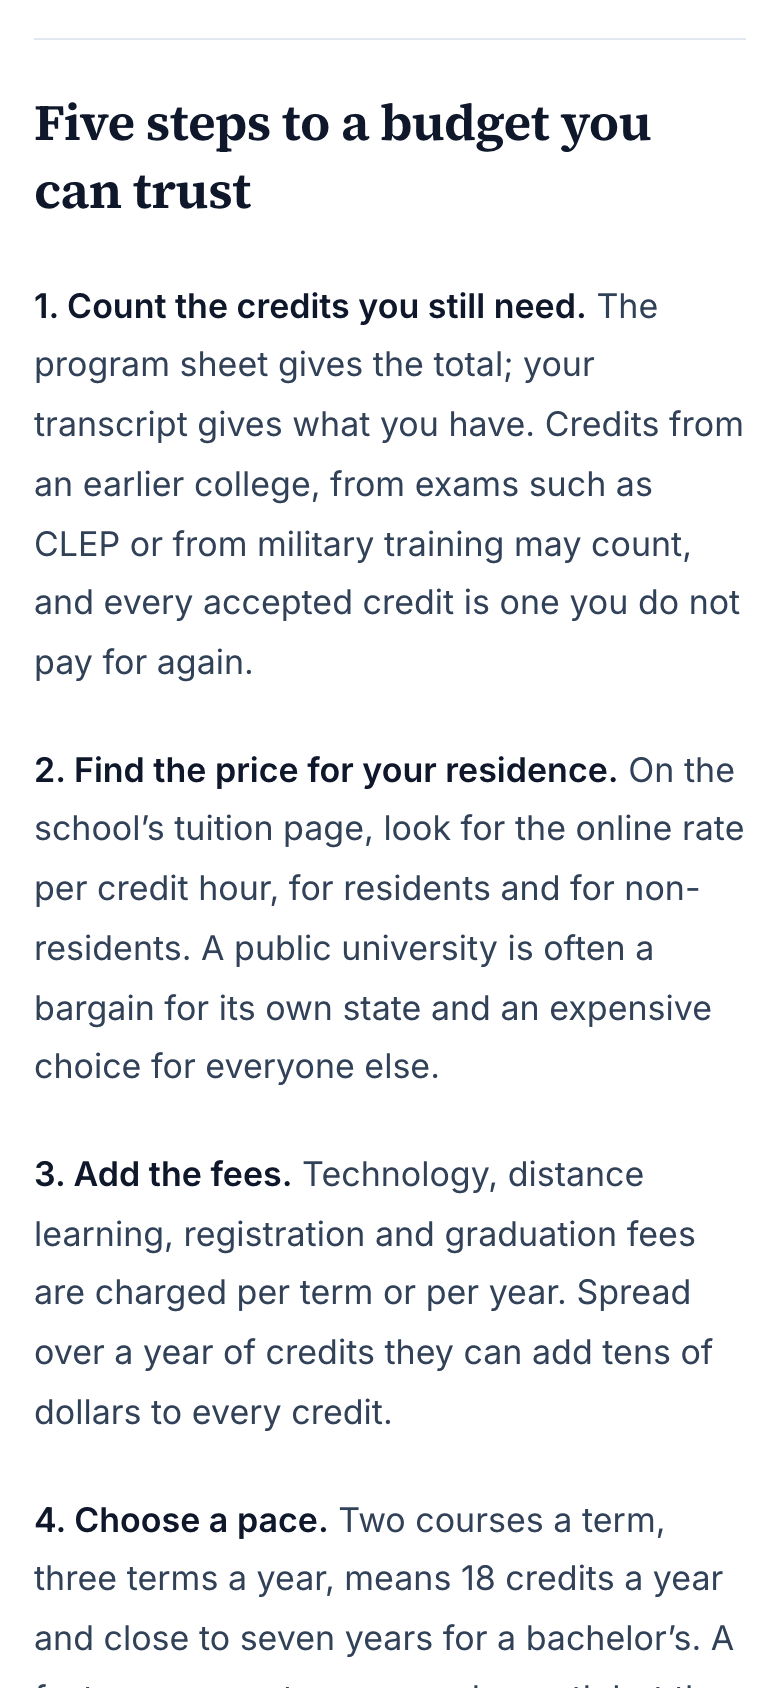 Five steps to a budget you
can trust
1. Count the credits you still need. The
program sheet gives the total; your
transcript gives what you have. Credits from
an earlier college, from exams such as
CLEP or from military training may count,
and every accepted credit is one you do not
pay for again.
2. Find the price for your residence. On the
school’s tuition page, look for the online rate
per credit hour, for residents and for non-
residents. A public university is often a
bargain for its own state and an expensive
choice for everyone else.
3. Add the fees. Technology, distance
learning, registration and graduation fees
are charged per term or per year. Spread
over a year of credits they can add tens of
dollars to every credit.
4. Choose a pace. Two courses a term,
three terms a year, means 18 credits a year
and close to seven years for a bachelor’s. A